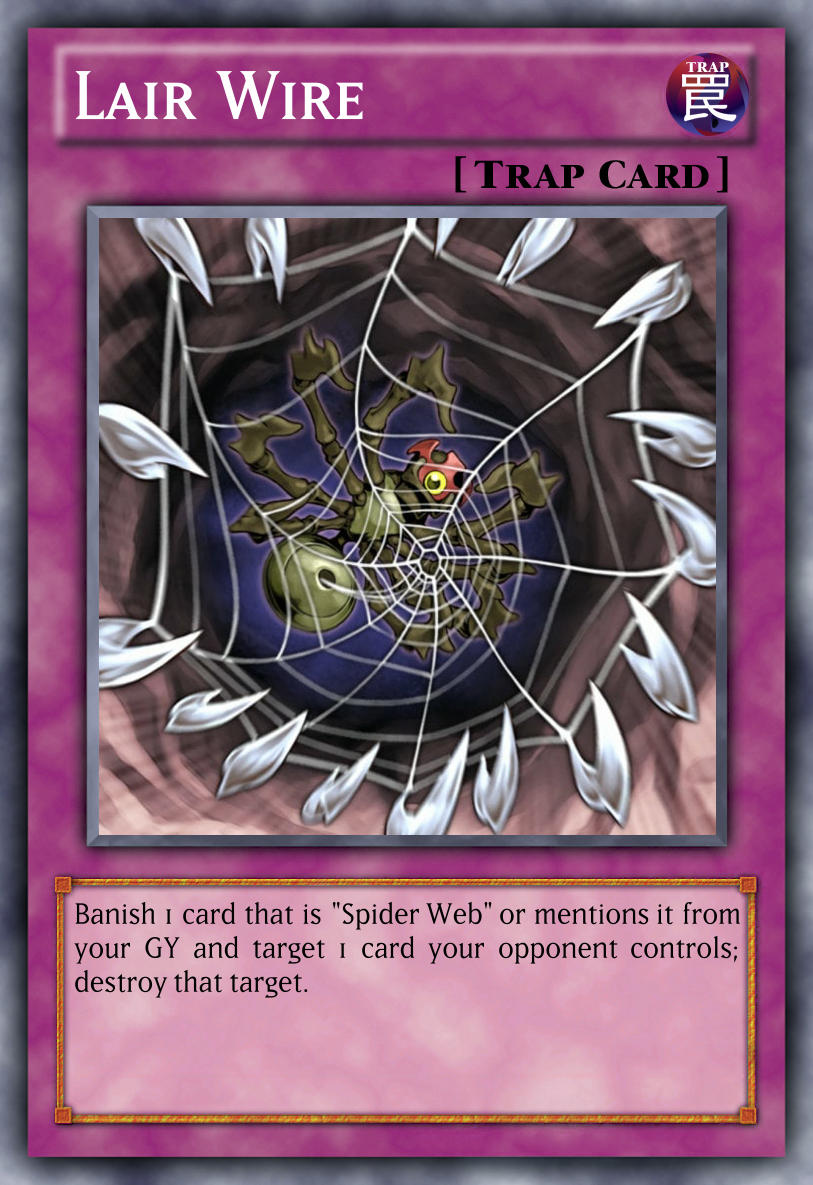 Lair Wire
TRAP
罠
[Trap Card]
Banish 1 card that is "Spider Web" or mentions it from
your GY and target 1 card your opponent controls;
destroy that target.